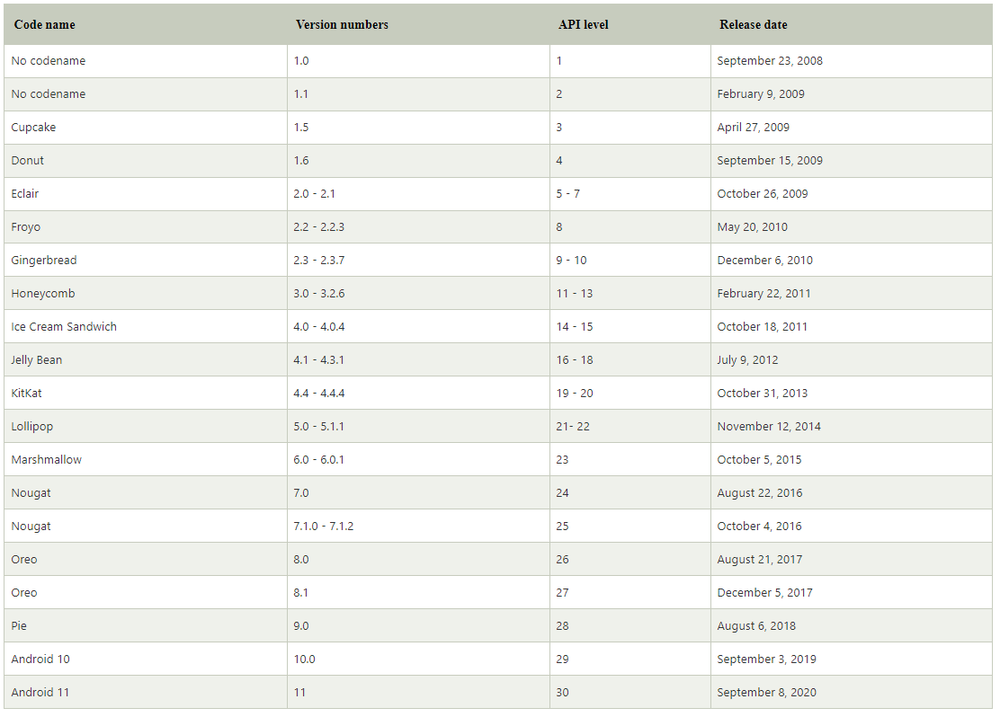 Code name Version numbers API level Release date
No codename 1.0 1 September 23, 2008
No codename 1.1 2 February 9, 2009
Cupcake 1.5 3 April 27, 2009
Donut 1.6 4 September 15, 2009
Eclair 2.0 - 2.1 5 - 7 October 26, 2009
Froyo 2.2 - 2.2.3 8 May 20, 2010
Gingerbread 2.3 - 2.3.7 9 - 10 December 6, 2010
Honeycomb 3.0 - 3.2.6 11 - 13 February 22, 2011
Ice Cream Sandwich 4.0 - 4.0.4 14 - 15 October 18, 2011
Jelly Bean 4.1 - 4.3.1 16 - 18 July 9, 2012
KitKat 4.4 - 4.4.4 19 - 20 October 31, 2013
Lollipop 5.0 - 5.1.1 21- 22 November 12, 2014
Marshmallow 6.0 - 6.0.1 23 October 5, 2015
Nougat 7.0 24 August 22, 2016
Nougat 7.1.0 - 7.1.2 25 October 4, 2016
Oreo 8.0 26 August 21, 2017
Oreo 8.1 27 December 5, 2017
Pie 9.0 28 August 6, 2018
Android 10 10.0 29 September 3, 2019
Android 11 11 30 September 8, 2020